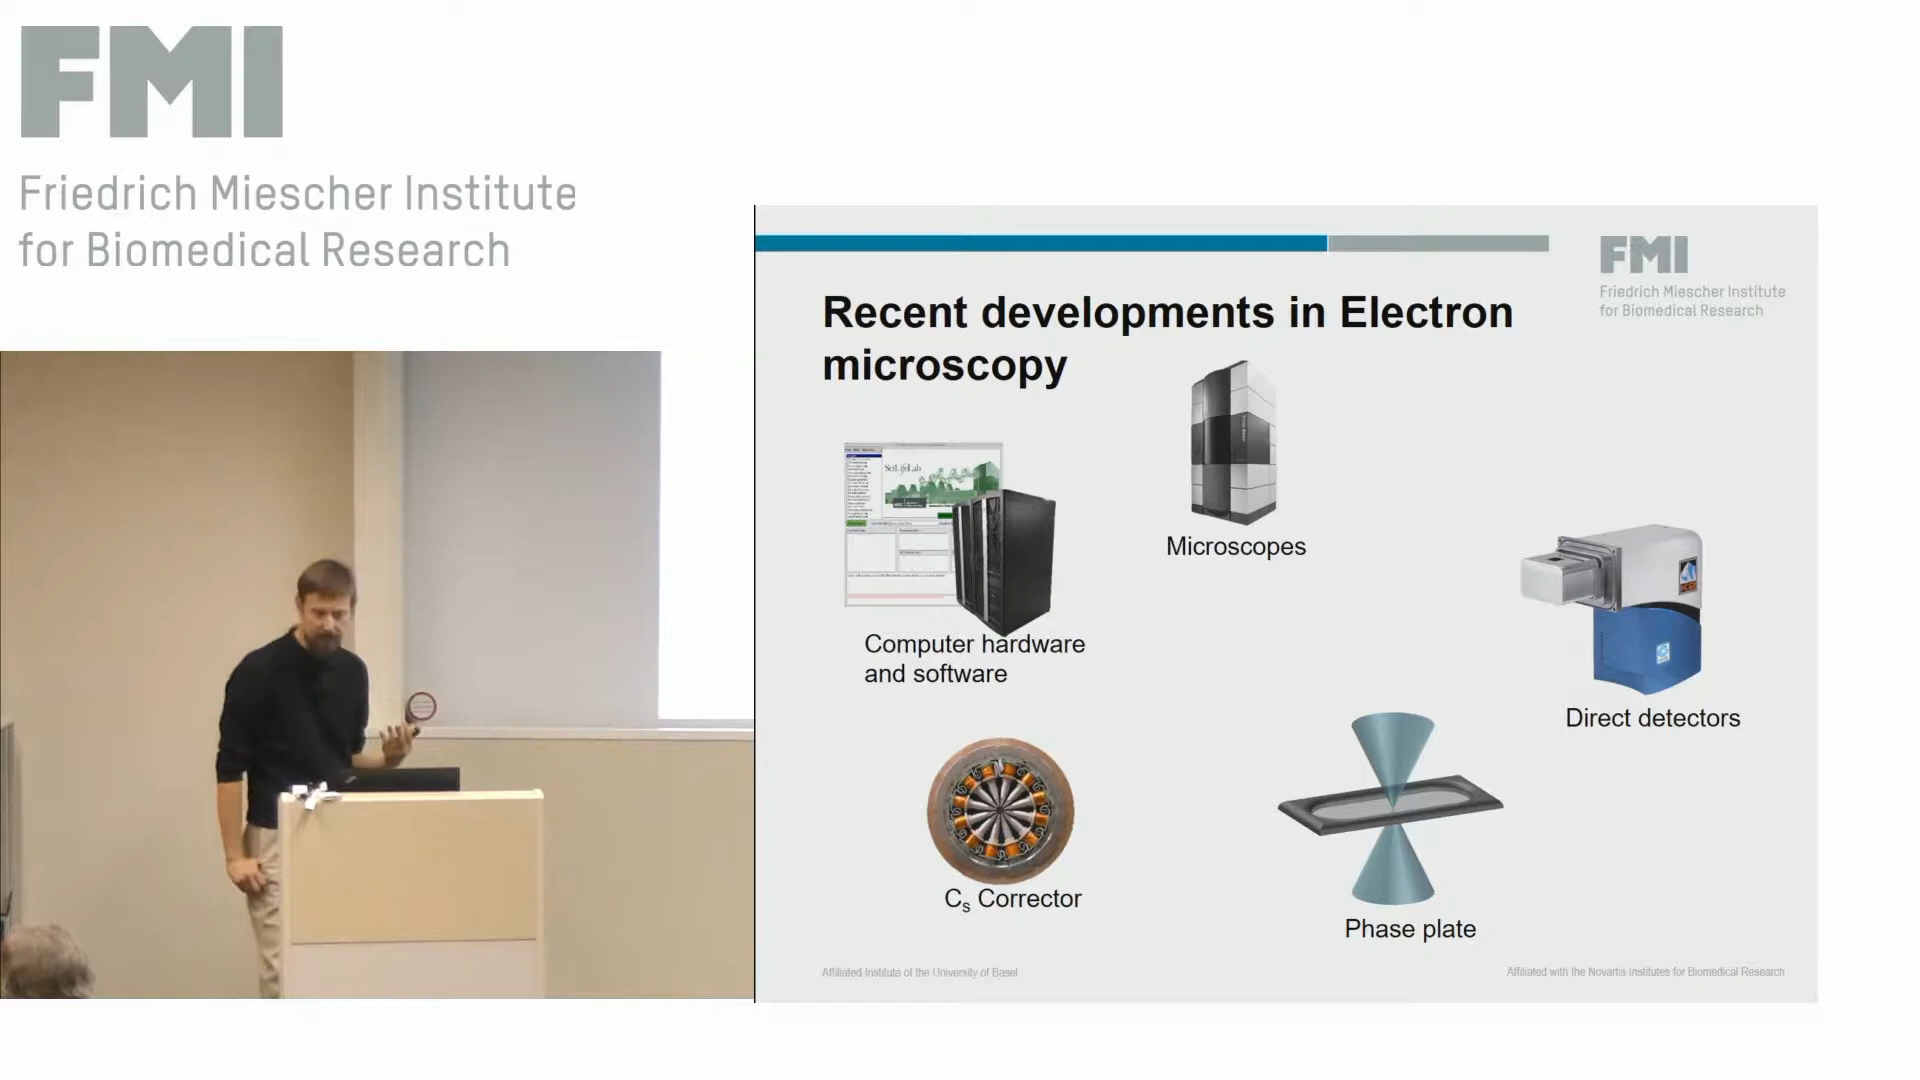 FMI
Friedrich Miescher Institute
for Biomedical Research
FMI
Friedrich Miescher Institute
for Biomedical Research
Recent developments in Electron
microscopy
SciLifeLab
Microscopes
Computer hardware
and software
Direct detectors
Cs Corrector
Phase plate
Affiliated Institute of the University of Basel
Affiliated with the Novartis Institutes for Biomedical Research